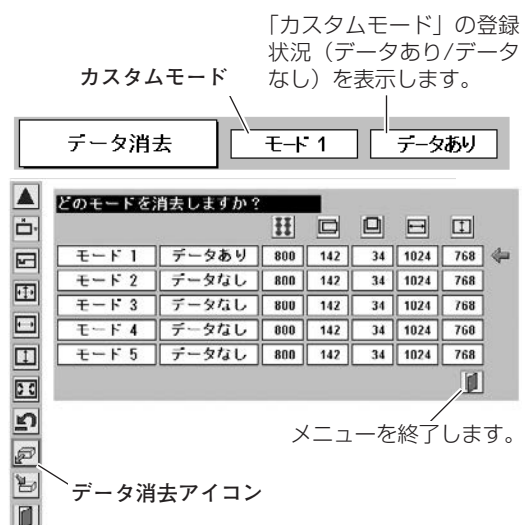 「カスタムモード」の登録
状況（データあり/データ
なし）を表示します。
カスタムモード
データ消去 モード 1 データあり
どのモードを消去しますか？
モード 1 データあり 800 142 34 1024 768
モード 2 データなし 800 142 34 1024 768
モード 3 データなし 800 142 34 1024 768
モード 4 データなし 800 142 34 1024 768
モード 5 データなし 800 142 34 1024 768
メニューを終了します。
データ消去アイコン